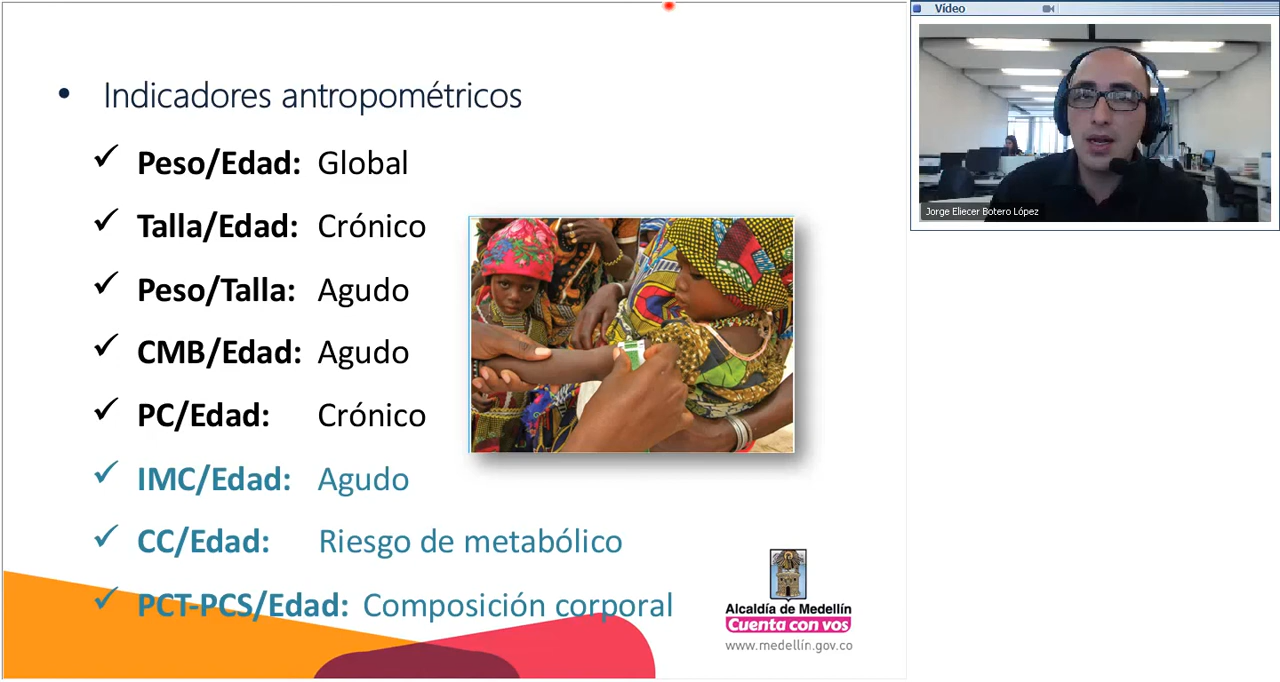 Indicadores antropométricos
Peso/Edad: Global
Talla/Edad: Crónico
Peso/Talla: Agudo
CMB/Edad: Agudo
PC/Edad: Crónico
IMC/Edad: Agudo
CC/Edad: Riesgo de metabólico
PCT-PCS/Edad: Composición corporal
Alcaldía de Medellín
Cuenta con vos
www.medellín.gov.co
Vídeo
Jorge Eliecer Botero López